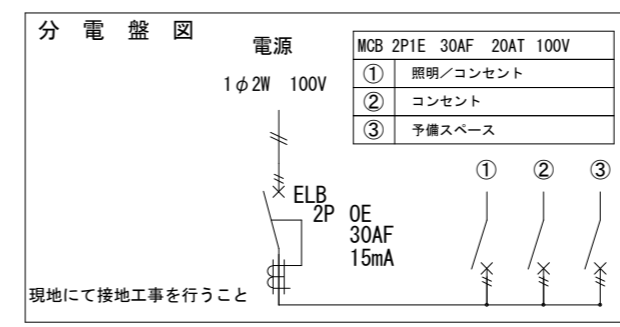 分電盤図
電源
1φ2W 100V
MCB 2P1E 30AF 20AT 100V
① 照明/コンセント
② コンセント
③ 予備スペース
① ② ③
ELB
2P 0E
30AF
15mA
現地にて接地工事を行うこと